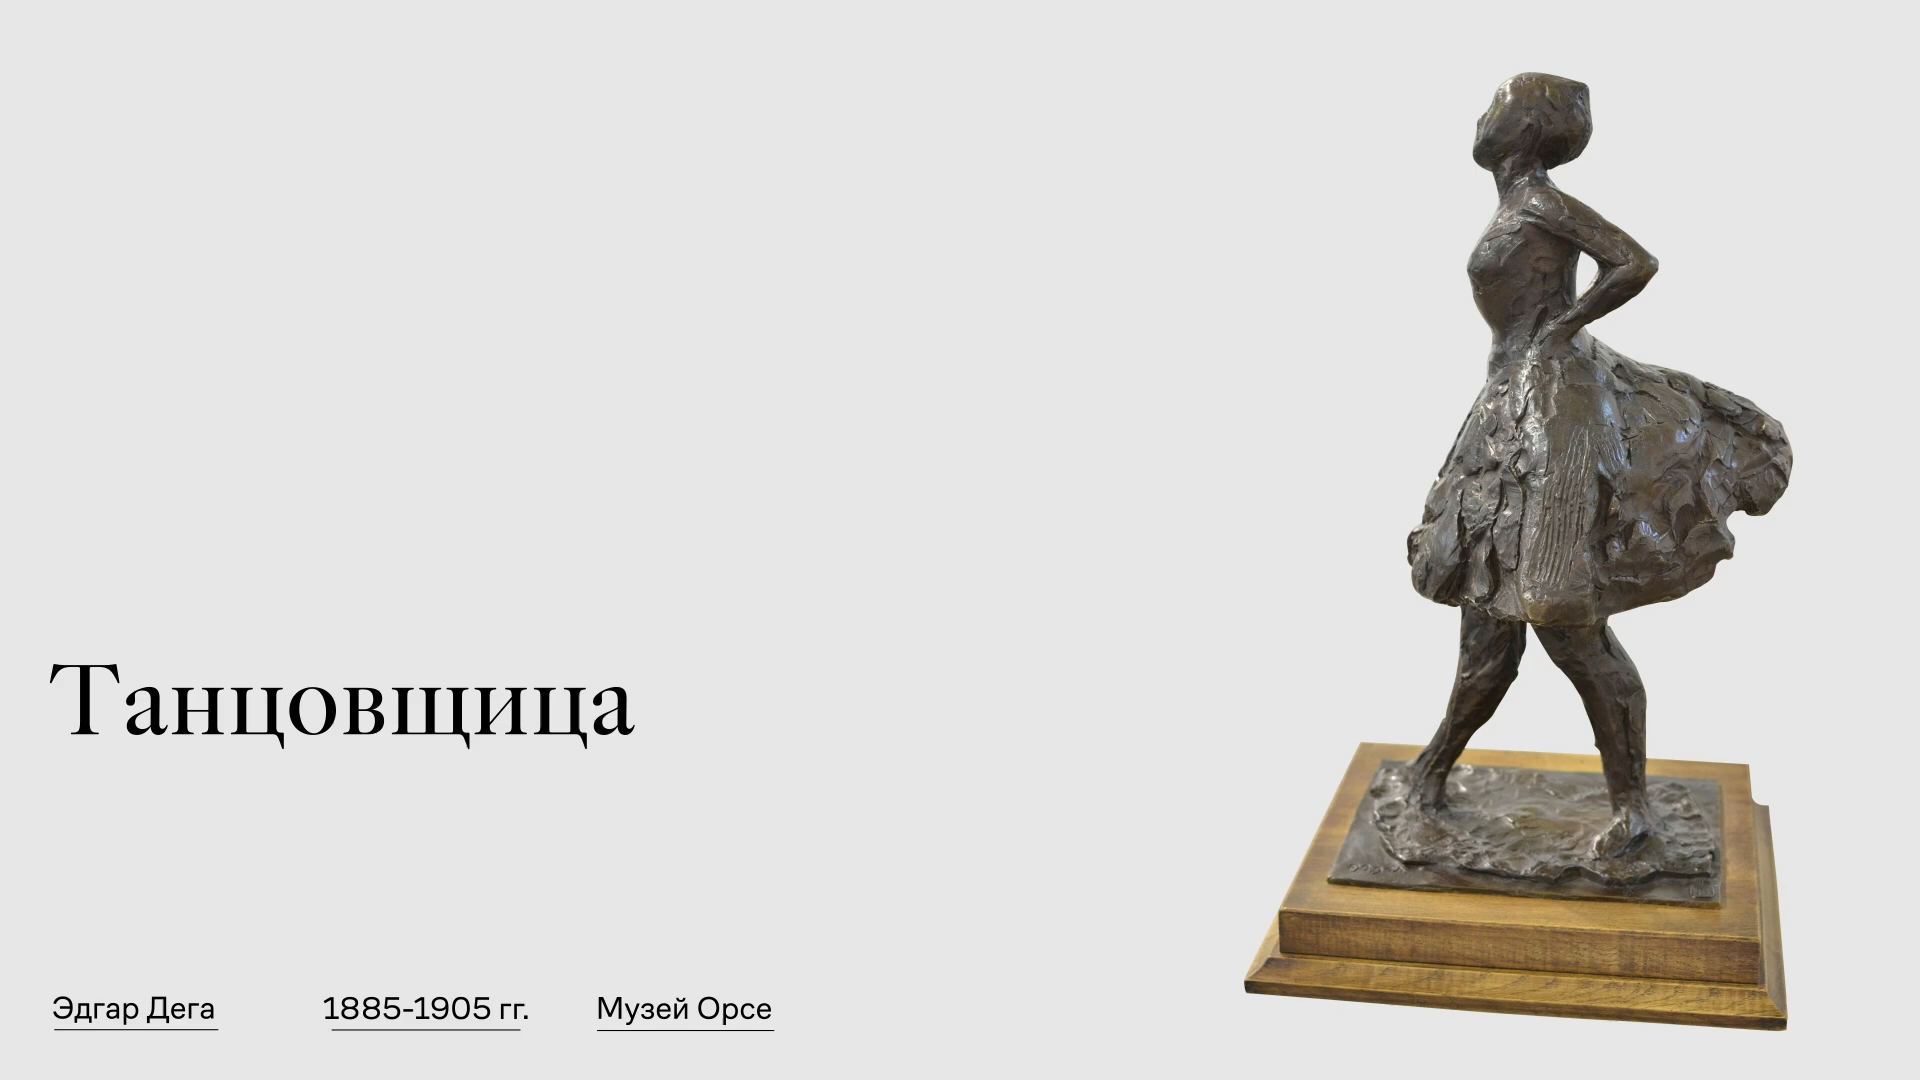 Танцовщица
Эдгар Дега
1885-1905 гг.
Музей Орсе